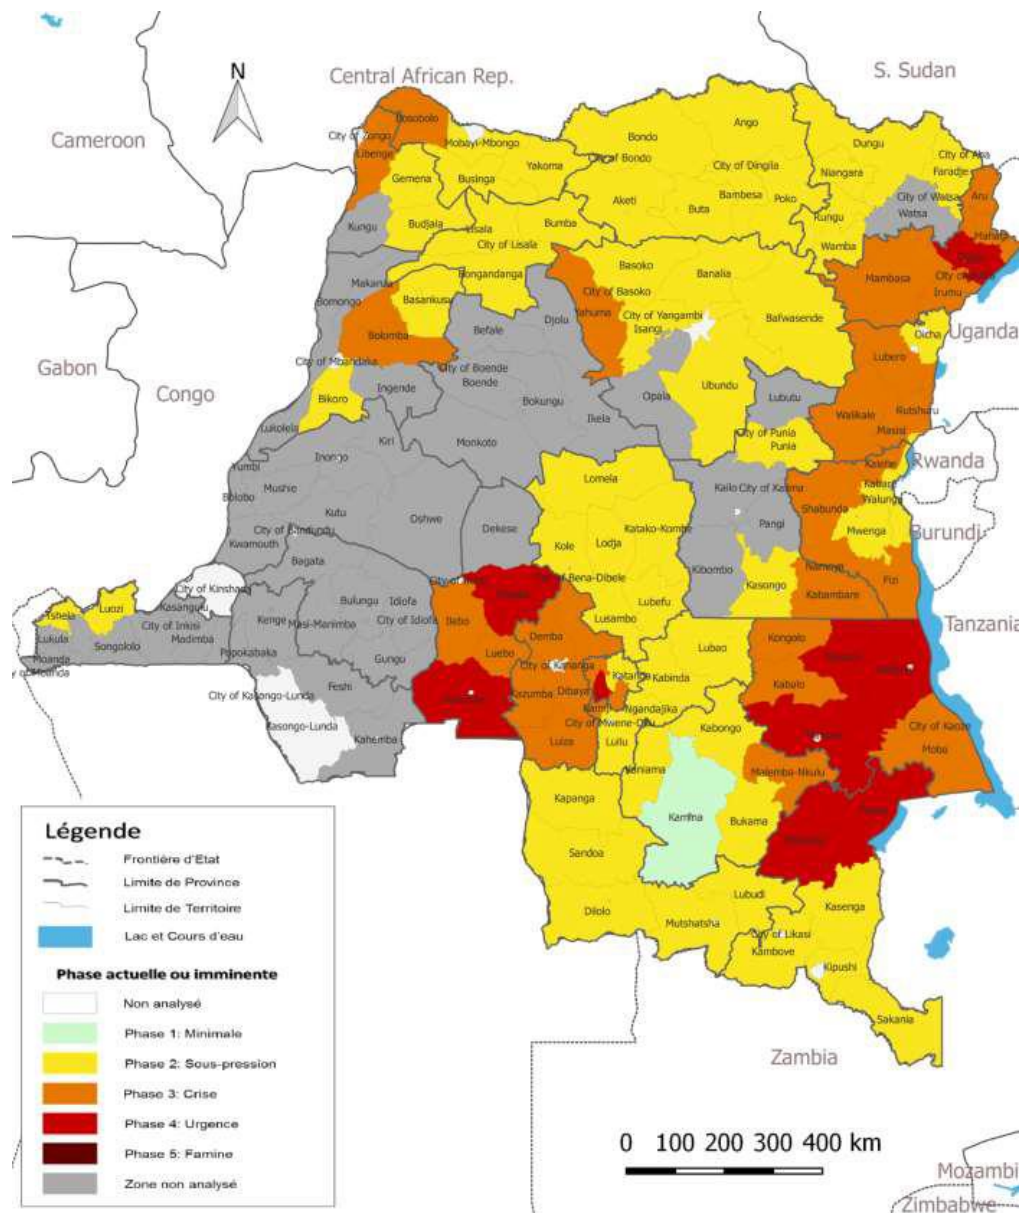 N
Central African Rep.
S. Sudan
Cameroon
Gabon
Congo
Uganda
Rwanda
Burundi
Tanzania
Zambia
Mozambi
Zimbabwe
Bosobolo
Mobayi-Mbongo
Libenge
Gemena
Businga
Yakoma
Kungu
Budjala
Lisala
City of Lisala
Bumba
Bongandanga
Bondo
City of Bondo
Ango
City of Dingila
Bambesa
Poko
Aketi
Buta
Dungu
Niangara
Rungu
Wamba
City of Aba
Faradje
City of Watsa
Watsa
Aru
Mambasa
Irumu
Makanza
Bomongo
Basankusu
Bolomba
City of Mbandaka
Bikoro
Ingende
Lukolela
Befale
Djolu
City of Boende
Boende
Bokungu
Ikela
Monkoto
Basoko
City of Basoko
Banalia
City of Yangambi
Isangi
Bafwasende
Opala
Ubundu
Lubutu
City of Punia
Punia
Oicha
Lubero
Walikale
Rutshuru
Masisi
Kalehe
Walunga
Shabunda
Mwenga
Fizi
Kailo
Pangi
Kibombo
Kasongo
Kabambare
Kiri
Inongo
Yumbi
Mushie
Bolobo
Kutu
Oshwe
City of Bandundu
Kwamouth
Bagata
Dekese
Lomela
Kole
Lodja
Katako-Kombe
Lubefu
Lusambo
City of Kinshasa
Luozi
Tshela
Lukula
Kasangulu
City of Inkisi
Madimba
Songololo
Moanda
Kenge
Popokabaka
Bulungu
Idiofa
Masi-Manimba
City of Idiofa
Gungu
Feshi
City of Kasongo-Lunda
Kasongo-Lunda
Kahemba
Ilebo
Demba
Luebo
City of Kananga
Kazumba
Dibaya
Luiza
Katanda
Kabinda
Lubao
Luilu
Kabongo
Kaniama
Kamina
Bukama
Malemba-Nkulu
Kongolo
Kabalo
City of Kaoze
Moba
Kapanga
Sandoa
Dilolo
Mutshatsha
Lubudi
City of Likasi
Kambove
Kasenga
Kipushi
Sakania
Légende
Frontière d'Etat
Limite de Province
Limite de Territoire
Lac et Cours d'eau
Phase actuelle ou imminente
Non analysé
Phase 1: Minimale
Phase 2: Sous-pression
Phase 3: Crise
Phase 4: Urgence
Phase 5: Famine
Zone non analysé
0 100 200 300 400 km